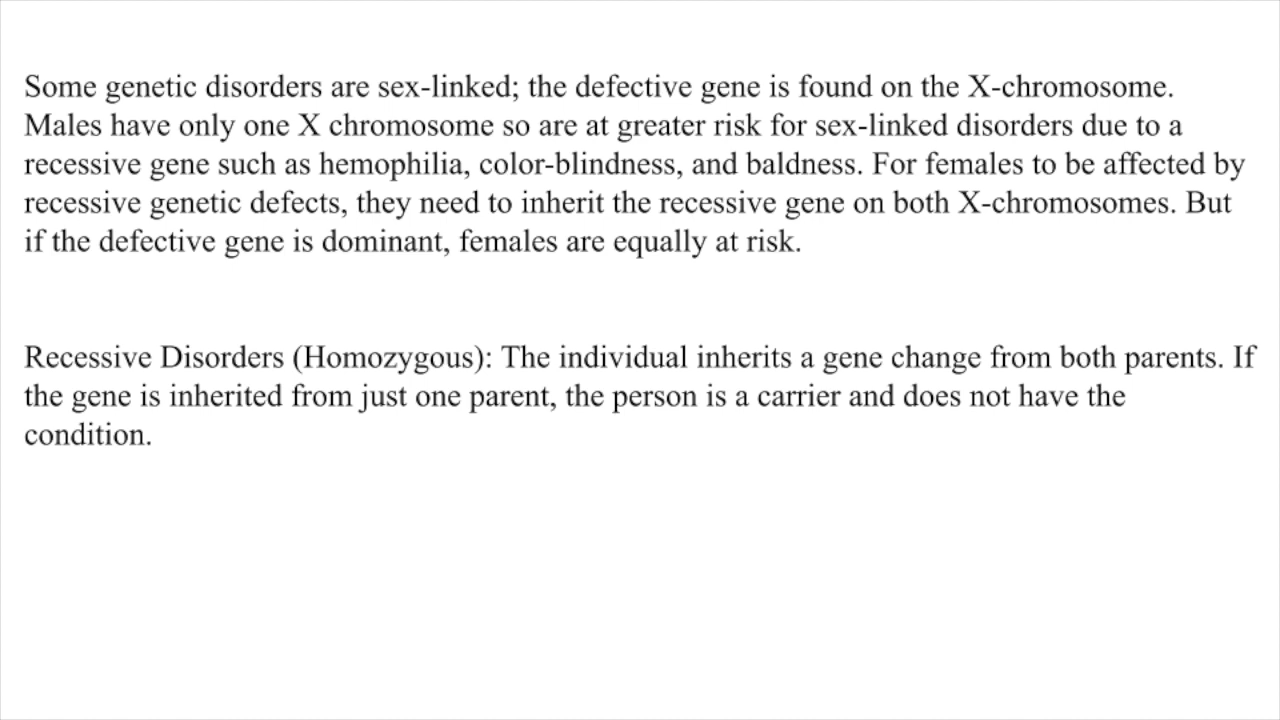 Some genetic disorders are sex-linked; the defective gene is found on the X-chromosome.
Males have only one X chromosome so are at greater risk for sex-linked disorders due to a
recessive gene such as hemophilia, color-blindness, and baldness. For females to be affected by
recessive genetic defects, they need to inherit the recessive gene on both X-chromosomes. But
if the defective gene is dominant, females are equally at risk.
Recessive Disorders (Homozygous): The individual inherits a gene change from both parents. If
the gene is inherited from just one parent, the person is a carrier and does not have the
condition.